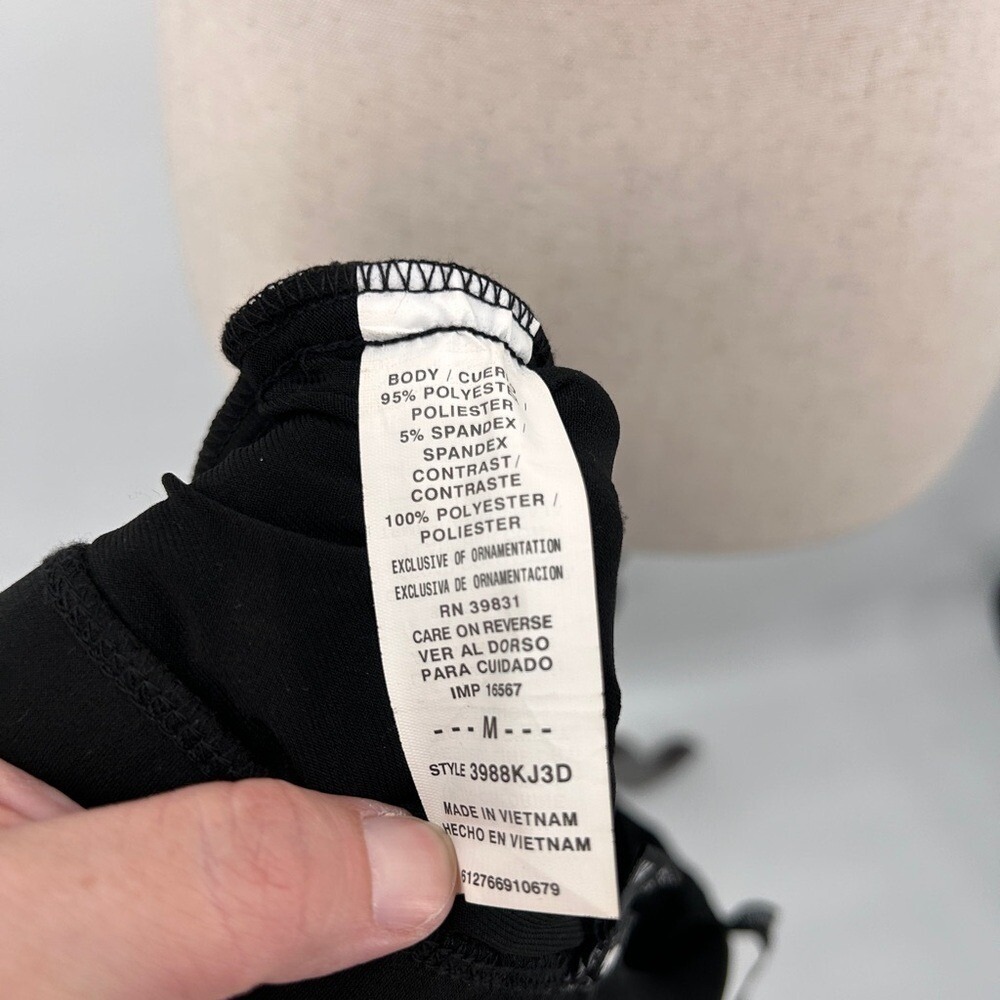 BODY / CUER
95% POLYESTE
POLIESTER
5% SPANDEX /
SPANDEX
CONTRAST/
CONTRASTE
100% POLYESTER /
POLIESTER
EXCLUSIVE OF ORNAMENTATION
EXCLUSIVA DE ORNAMENTACION
RN 39831
CARE ON REVERSE
VER AL DORSO
PARA CUIDADO
IMP 16567
---M---
STYLE 3988KJ3D
MADE IN VIETNAM
HECHO EN VIETNAM
612766910679